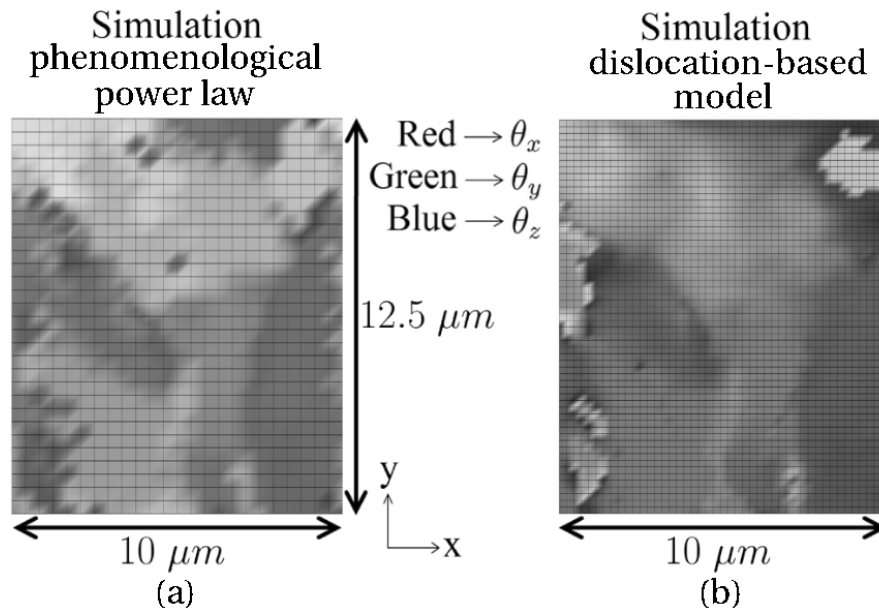 Simulation
phenomenological
power law
Simulation
dislocation-based
model
Red → θx
Green → θy
Blue → θz
12.5 μm
y
x
10 μm
10 μm
(a)
(b)